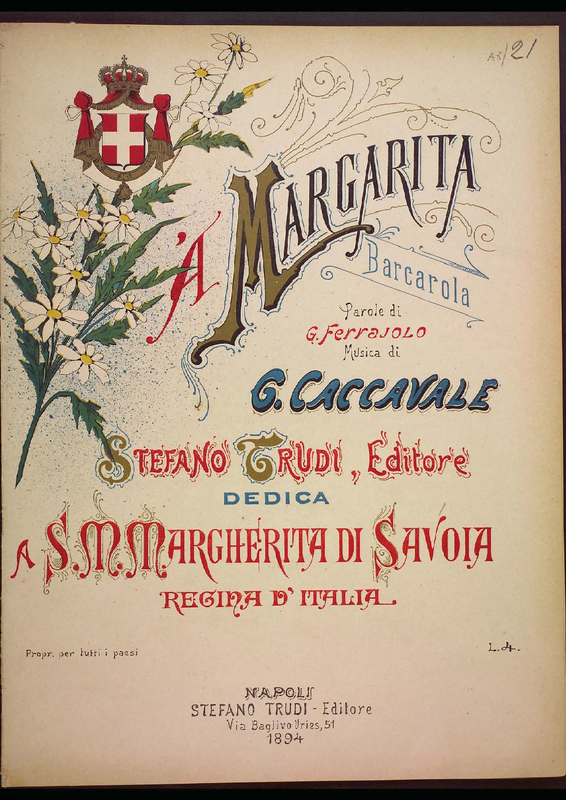 A8/21
'A MARGARITA
Barcarola
Parole di
G. Ferrajolo
Musica di
G. CACCAVALE
STEFANO TRUDI, Editore
DEDICA
A S.M. MARGHERITA DI SAVOIA
REGINA D'ITALIA
Propr. per tutti i paesi
L. 4.
NAPOLI
STEFANO TRUDI - Editore
Via Baglivo Uries, 51
1894